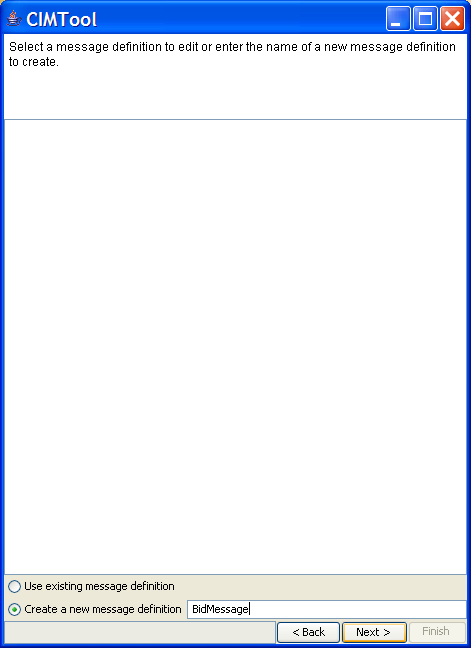 CIMTool
Select a message definition to edit or enter the name of a new message definition
to create.
Use existing message definition
Create a new message definition BidMessage
< Back Next > Finish